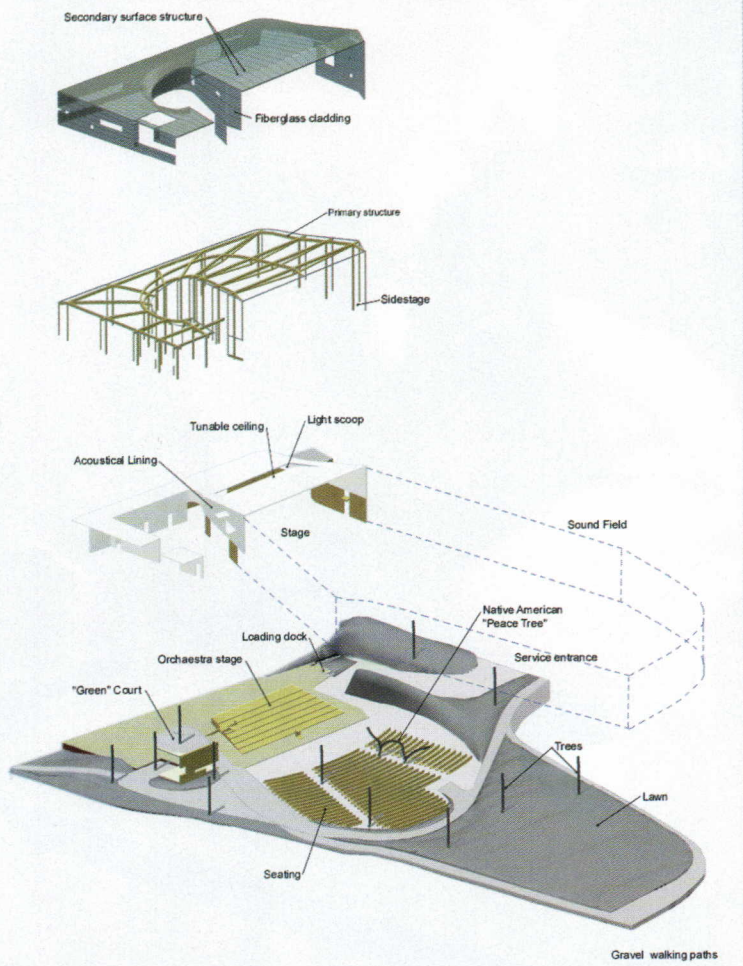 Secondary surface structure
Fiberglass cladding
Primary structure
Sidestage
Tunable ceiling
Light scoop
Acoustical Lining
Stage
Sound Field
Native American
"Peace Tree"
Loading dock
Service entrance
Orchaestra stage
"Green" Court
Trees
Lawn
Seating
Gravel walking paths